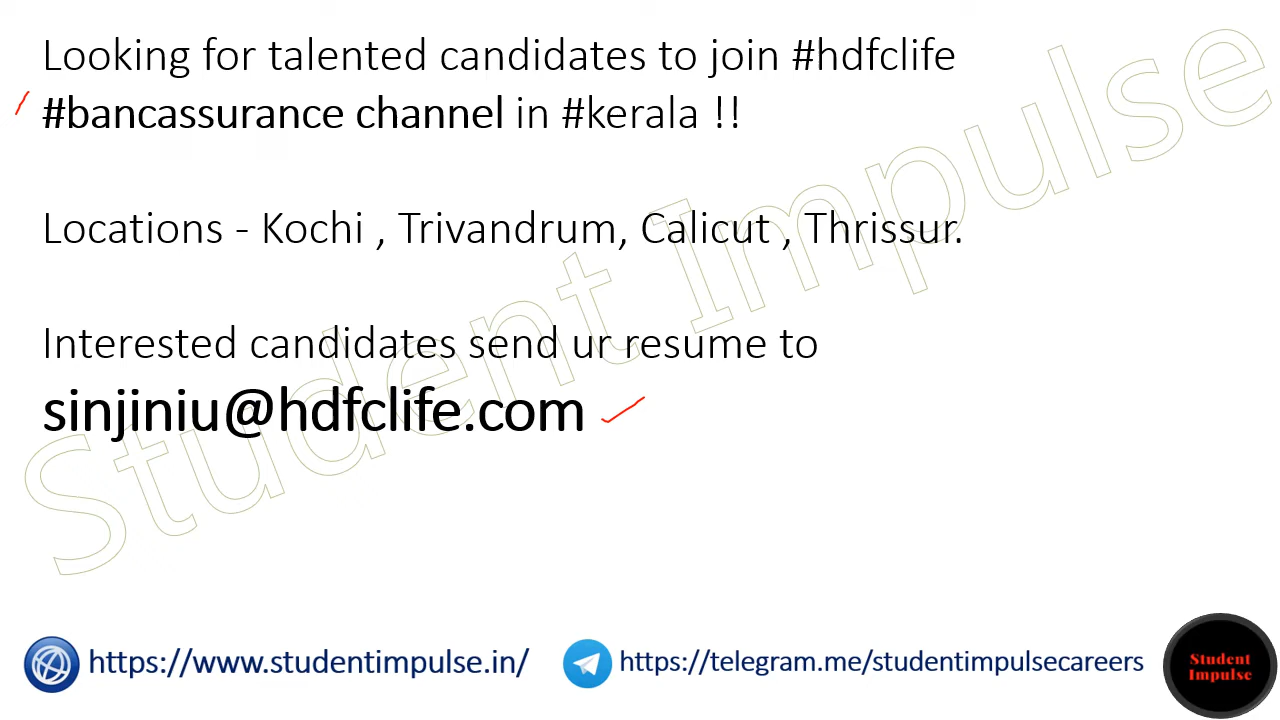 Looking for talented candidates to join #hdfclife
#bancassurance channel in #kerala !!
Locations - Kochi , Trivandrum, Calicut , Thrissur.
Interested candidates send ur resume to
sinjiniu@hdfclife.com
Student Impulse
https://www.studentimpulse.in/
https://telegram.me/studentimpulsecareers
Student
Impulse